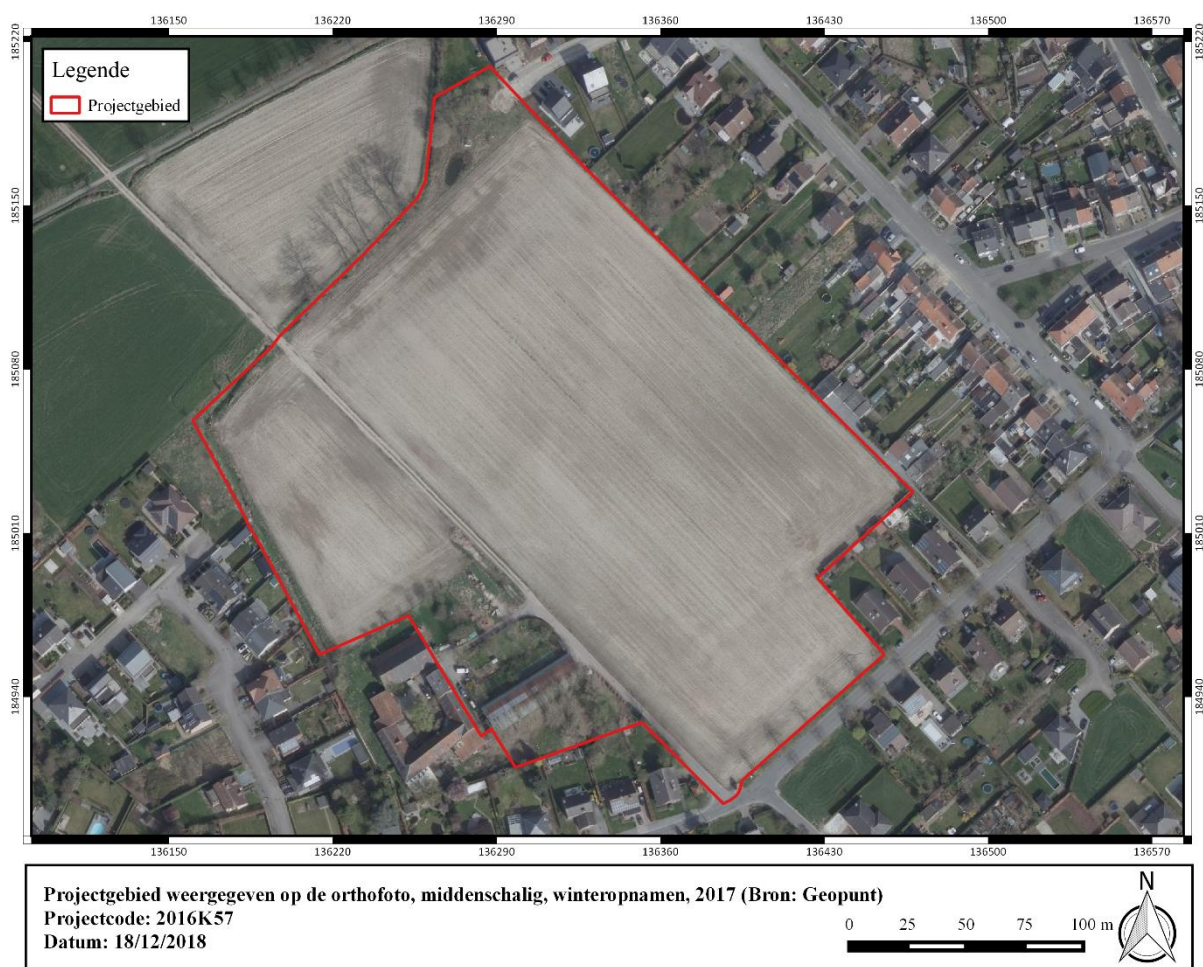 136150 136220 136290 136360 136430 136500 136570
185220 185220
Legende
Projectgebied
185150 185150
185080 185080
185010 185010
184940 184940
136150 136220 136290 136360 136430 136500 136570
Projectgebied weergegeven op de orthofoto, middenschalig, winteropnamen, 2017 (Bron: Geopunt)
Projectcode: 2016K57
Datum: 18/12/2018
0 25 50 75 100 m
N